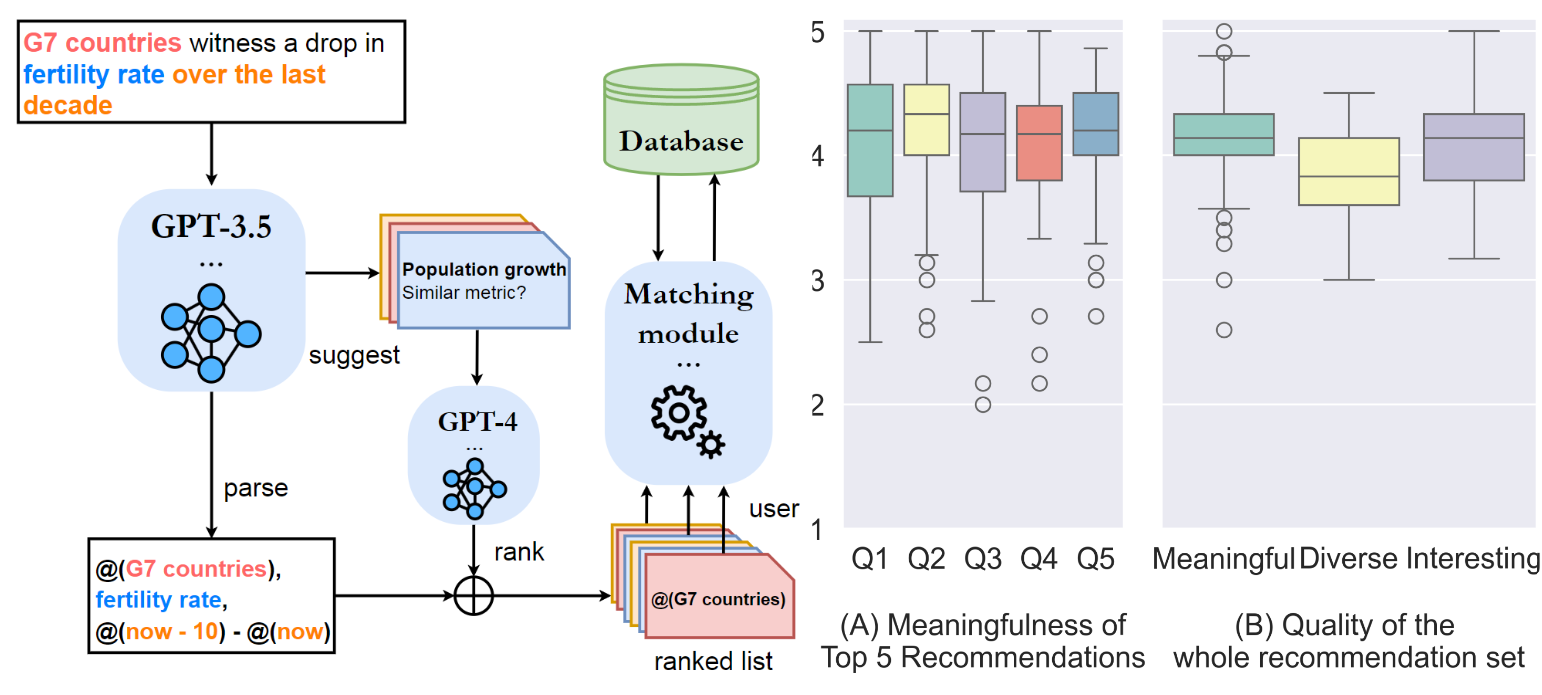 G7 countries witness a drop in
fertility rate over the last
decade
GPT-3.5
...
suggest
parse
Population growth
Similar metric?
GPT-4
...
rank
@(G7 countries),
fertility rate,
@(now - 10) - @(now)
Database
Matching
module
...
user
@(G7 countries)
ranked list
5
4
3
2
1
Q1 Q2 Q3 Q4 Q5
(A) Meaningfulness of
Top 5 Recommendations
Meaningful Diverse Interesting
(B) Quality of the
whole recommendation set